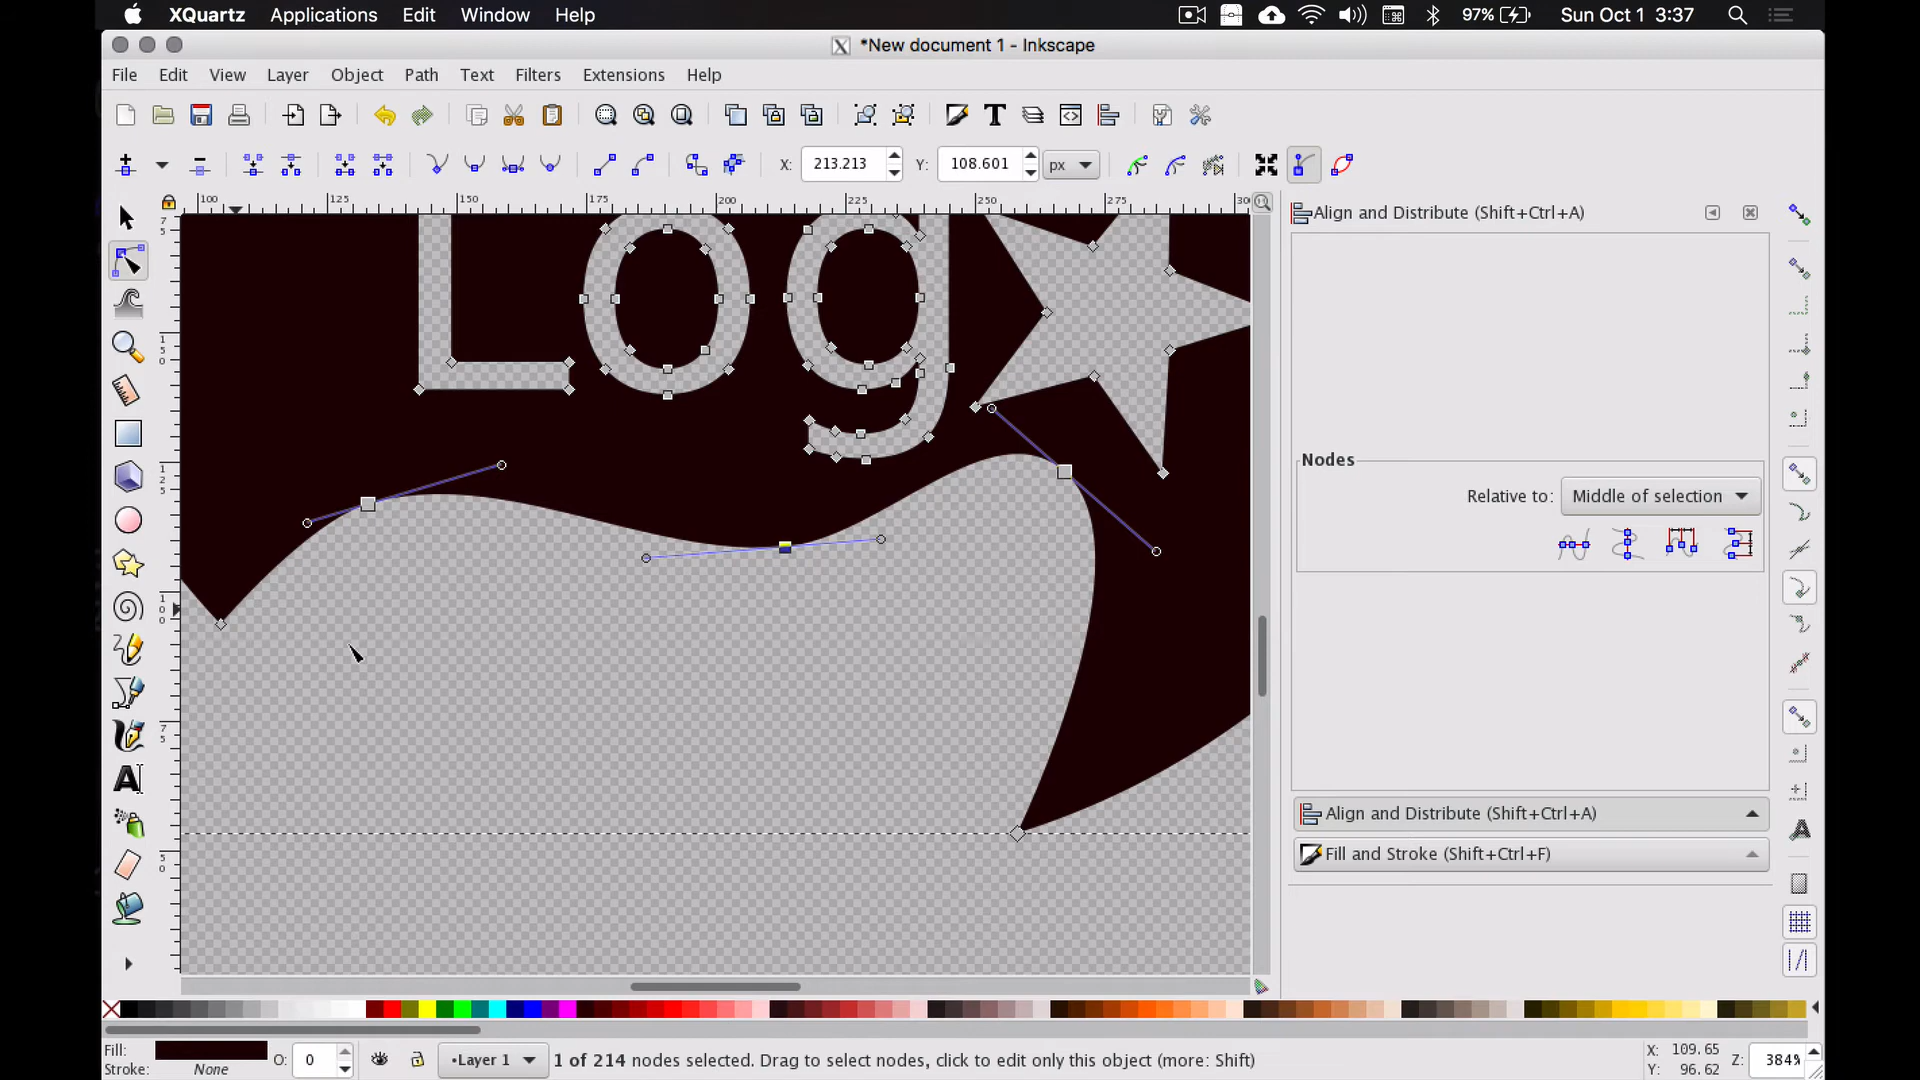 XQuartz Applications Edit Window Help 97% Sun Oct 1 3:37
*New document 1 - Inkscape
File Edit View Layer Object Path Text Filters Extensions Help
X: 213.213 Y: 108.601 px
100 125 150 175 200 225 250 275 30
Align and Distribute (Shift+Ctrl+A)
Log
Nodes
Relative to: Middle of selection
Align and Distribute (Shift+Ctrl+A)
Fill and Stroke (Shift+Ctrl+F)
Fill: O: 0 Layer 1 1 of 214 nodes selected. Drag to select nodes, click to edit only this object (more: Shift) X: 109.65 Z: 384%
Stroke: None Y: 96.62